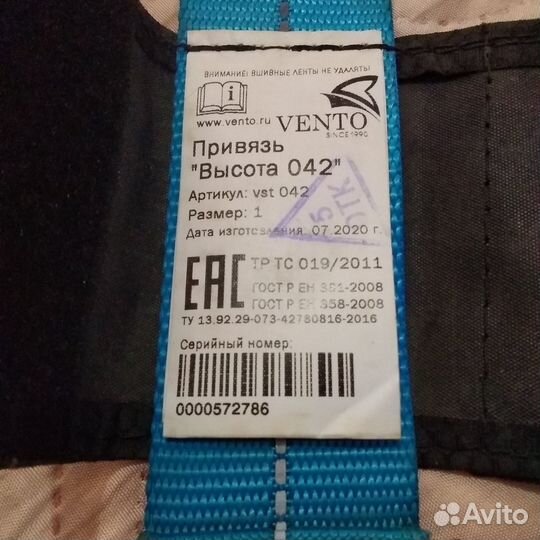 ВНИМАНИЕ! ВШИВНЫЕ ЛЕНТЫ НЕ УДАЛЯТЬ!
i
www.vento.ru VENTO
SINCE 1990
Привязь
"Высота 042"
Артикул: vst 042
Размер: 1
ОТК
5
Дата изготовления: 07.2020 г.
EAC ТР ТС 019/2011
ГОСТ Р ЕН 361-2008
ГОСТ Р ЕН 358-2008
ТУ 13.92.29-073-42780816-2016
Серийный номер:
0000572786
Avito